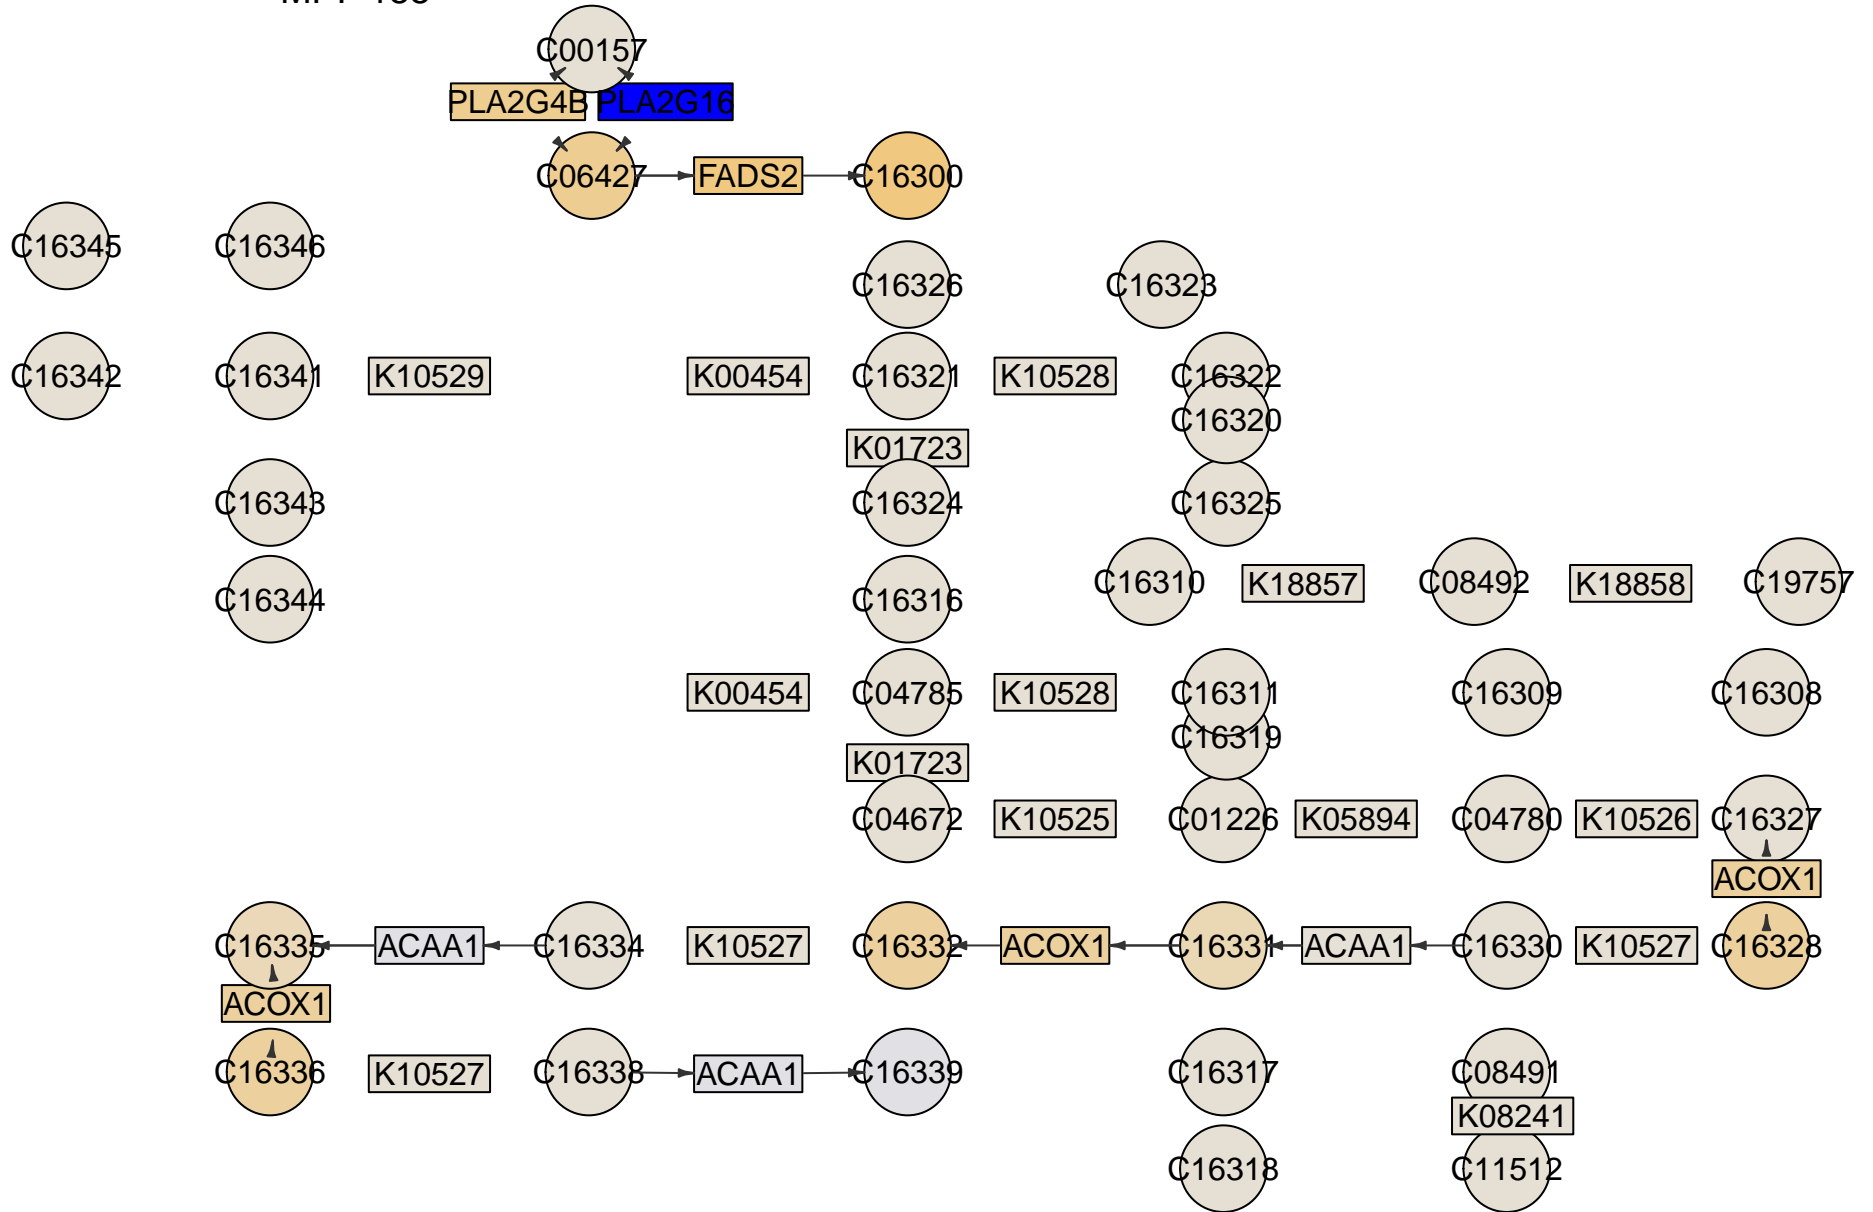 C00157
PLA2G4B PLA2G16
C06427 FADS2 C16300
C16345 C16346
C16326 C16323
C16342 C16341 K10529 K00454 C16321 K10528 C16322
C16320
K01723
C16343 C16324 C16325
C16310 K18857 C08492 K18858 C19757
C16344 C16316
K00454 C04785 K10528 C16311 C16309 C16308
C16319
K01723
C04672 K10525 C01226 K05894 C04780 K10526 C16327
ACOX1
C16335 ACAA1 C16334 K10527 C16332 ACOX1 C16331 ACAA1 C16330 K10527 C16328
ACOX1
C16336 K10527 C16338 ACAA1 C16339 C16317 C08491
K08241
C16318 C11512